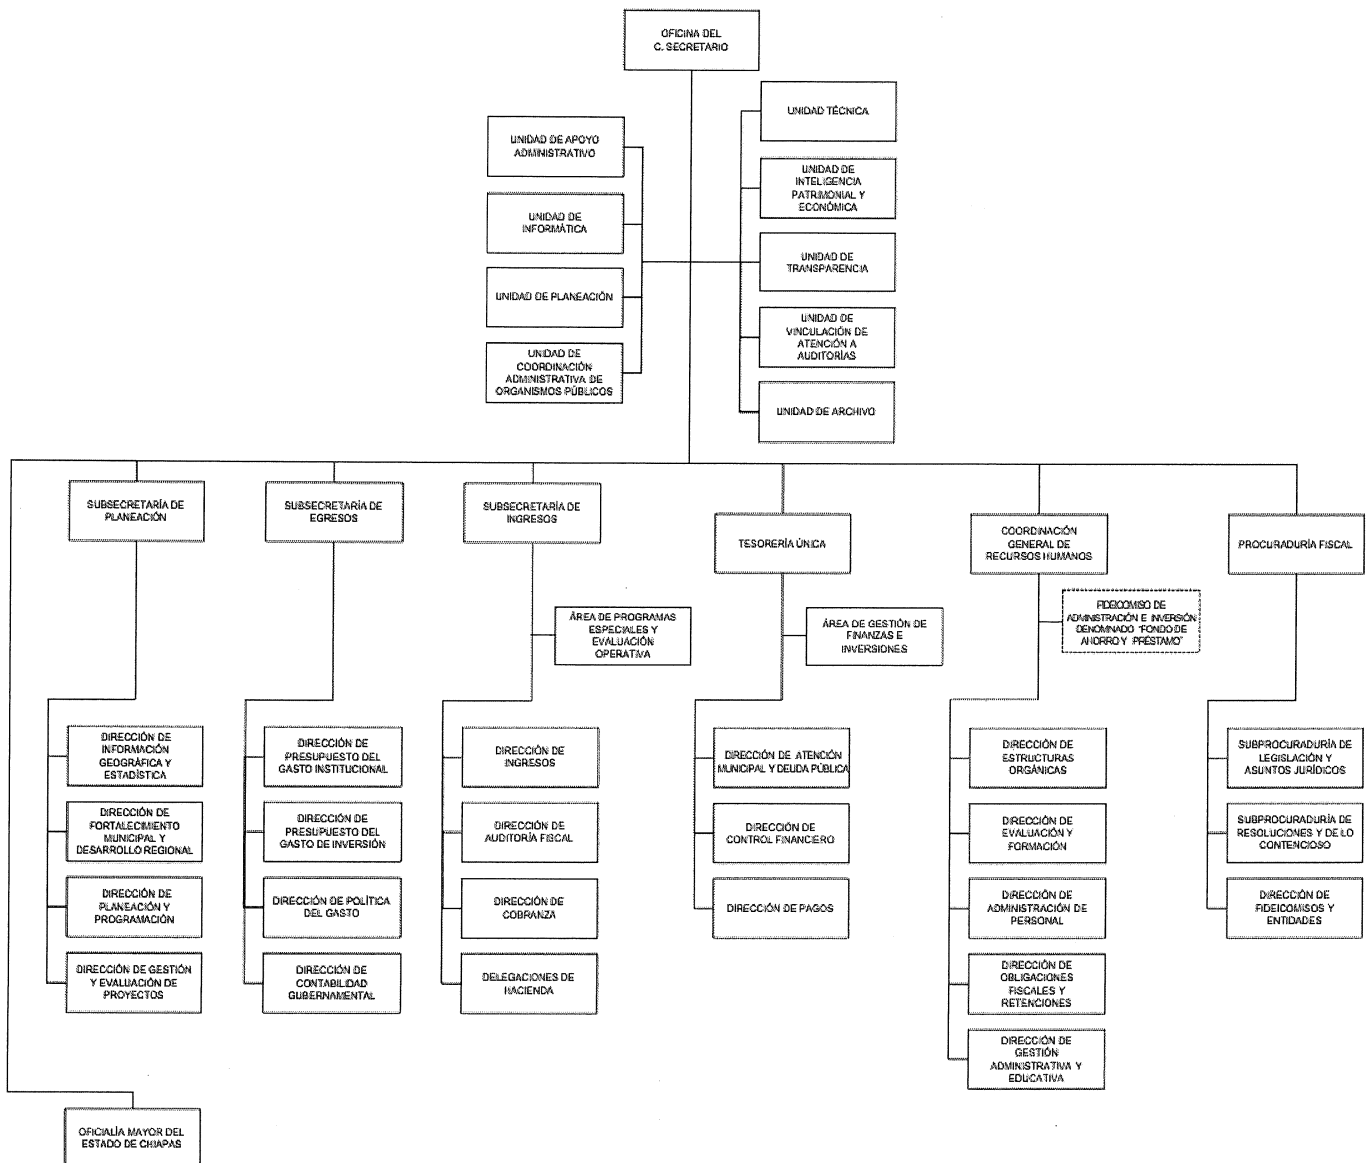 OFICINA DEL
C. SECRETARIO
UNIDAD DE APOYO
ADMINISTRATIVO
UNIDAD DE
INFORMÁTICA
UNIDAD DE PLANEACIÓN
UNIDAD DE
COORDINACIÓN
ADMINISTRATIVA DE
ORGANISMOS PÚBLICOS
UNIDAD TÉCNICA
UNIDAD DE
INTELIGENCIA
PATRIMONIAL Y
ECONÓMICA
UNIDAD DE
TRANSPARENCIA
UNIDAD DE
VINCULACIÓN DE
ATENCIÓN A
AUDITORÍAS
UNIDAD DE ARCHIVO
SUBSECRETARÍA DE
PLANEACIÓN
DIRECCIÓN DE
INFORMACIÓN
GEOGRÁFICA Y
ESTADÍSTICA
DIRECCIÓN DE
FORTALECIMIENTO
MUNICIPAL Y
DESARROLLO REGIONAL
DIRECCIÓN DE
PLANEACIÓN Y
PROGRAMACIÓN
DIRECCIÓN DE GESTIÓN
Y EVALUACIÓN DE
PROYECTOS
SUBSECRETARÍA DE
EGRESOS
DIRECCIÓN DE
PRESUPUESTO DEL
GASTO INSTITUCIONAL
DIRECCIÓN DE
PRESUPUESTO DEL
GASTO DE INVERSIÓN
DIRECCIÓN DE POLÍTICA
DEL GASTO
DIRECCIÓN DE
CONTABILIDAD
GUBERNAMENTAL
SUBSECRETARÍA DE
INGRESOS
ÁREA DE PROGRAMAS
ESPECIALES Y
EVALUACIÓN
OPERATIVA
DIRECCIÓN DE
INGRESOS
DIRECCIÓN DE
AUDITORÍA FISCAL
DIRECCIÓN DE
COBRANZA
DELEGACIONES DE
HACIENDA
TESORERÍA ÚNICA
ÁREA DE GESTIÓN DE
FINANZAS E
INVERSIONES
DIRECCIÓN DE ATENCIÓN
MUNICIPAL Y DEUDA PÚBLICA
DIRECCIÓN DE
CONTROL FINANCIERO
DIRECCIÓN DE PAGOS
COORDINACIÓN
GENERAL DE
RECURSOS HUMANOS
FIDEICOMISO DE
ADMINISTRACIÓN E INVERSIÓN
DENOMINADO "FONDO DE
AHORRO Y PRÉSTAMO"
DIRECCIÓN DE
ESTRUCTURAS
ORGÁNICAS
DIRECCIÓN DE
EVALUACIÓN Y
FORMACIÓN
DIRECCIÓN DE
ADMINISTRACIÓN DE
PERSONAL
DIRECCIÓN DE
OBLIGACIONES
FISCALES Y
RETENCIONES
DIRECCIÓN DE
GESTIÓN
ADMINISTRATIVA Y
EDUCATIVA
PROCURADURÍA FISCAL
SUBPROCURADURÍA DE
LEGISLACIÓN Y
ASUNTOS JURÍDICOS
SUBPROCURADURÍA DE
RESOLUCIONES Y DE LO
CONTENCIOSO
DIRECCIÓN DE
FIDEICOMISOS Y
ENTIDADES
OFICIALÍA MAYOR DEL
ESTADO DE CHIAPAS